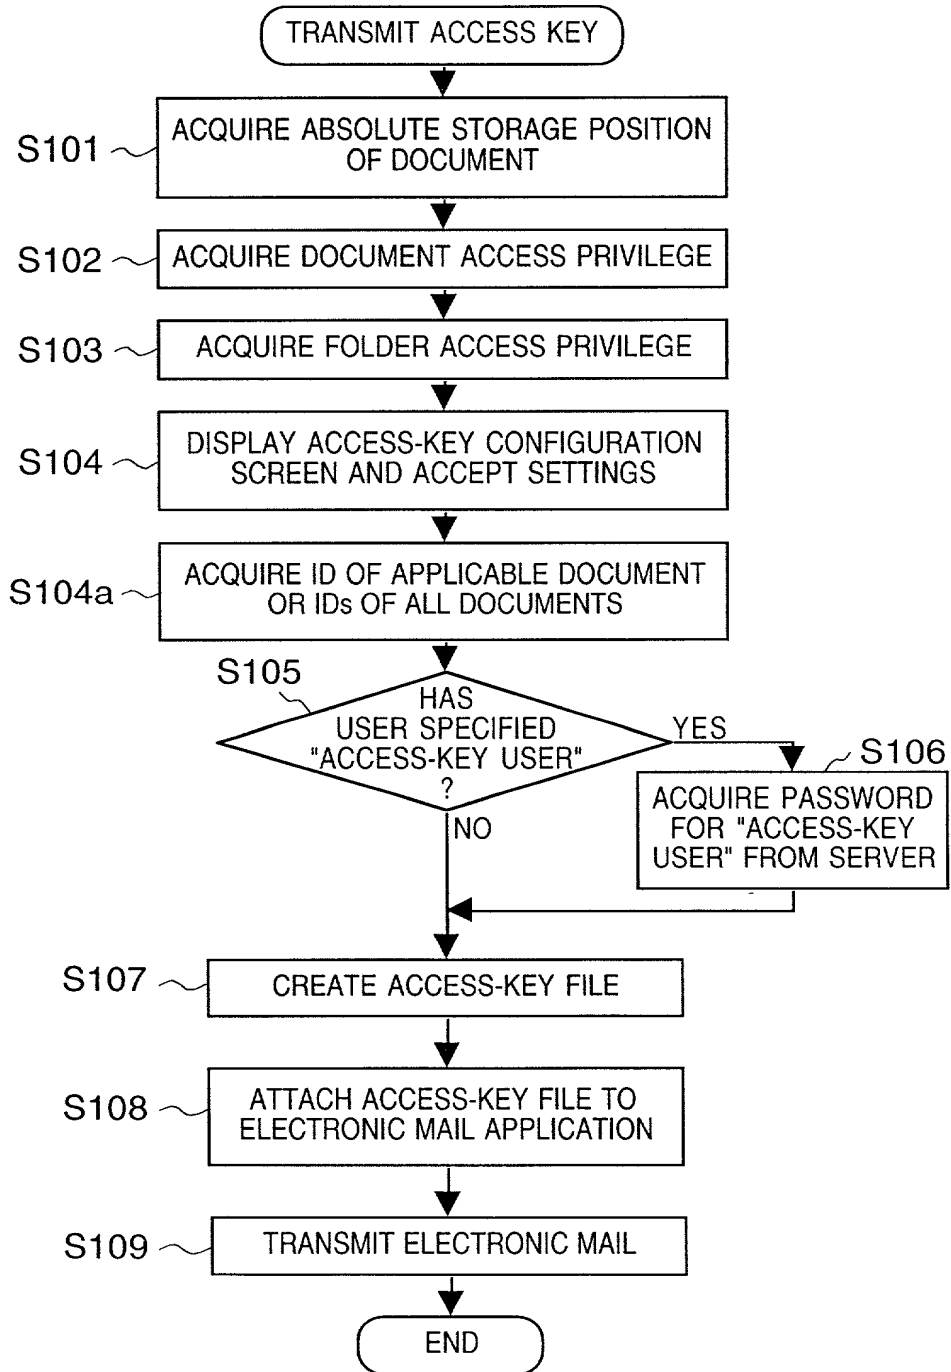 TRANSMIT ACCESS KEY
S101
ACQUIRE ABSOLUTE STORAGE POSITION
OF DOCUMENT
S102
ACQUIRE DOCUMENT ACCESS PRIVILEGE
S103
ACQUIRE FOLDER ACCESS PRIVILEGE
S104
DISPLAY ACCESS-KEY CONFIGURATION
SCREEN AND ACCEPT SETTINGS
S104a
ACQUIRE ID OF APPLICABLE DOCUMENT
OR IDs OF ALL DOCUMENTS
S105
HAS
USER SPECIFIED
"ACCESS-KEY USER"
?
YES
NO
S106
ACQUIRE PASSWORD
FOR "ACCESS-KEY
USER" FROM SERVER
S107
CREATE ACCESS-KEY FILE
S108
ATTACH ACCESS-KEY FILE TO
ELECTRONIC MAIL APPLICATION
S109
TRANSMIT ELECTRONIC MAIL
END